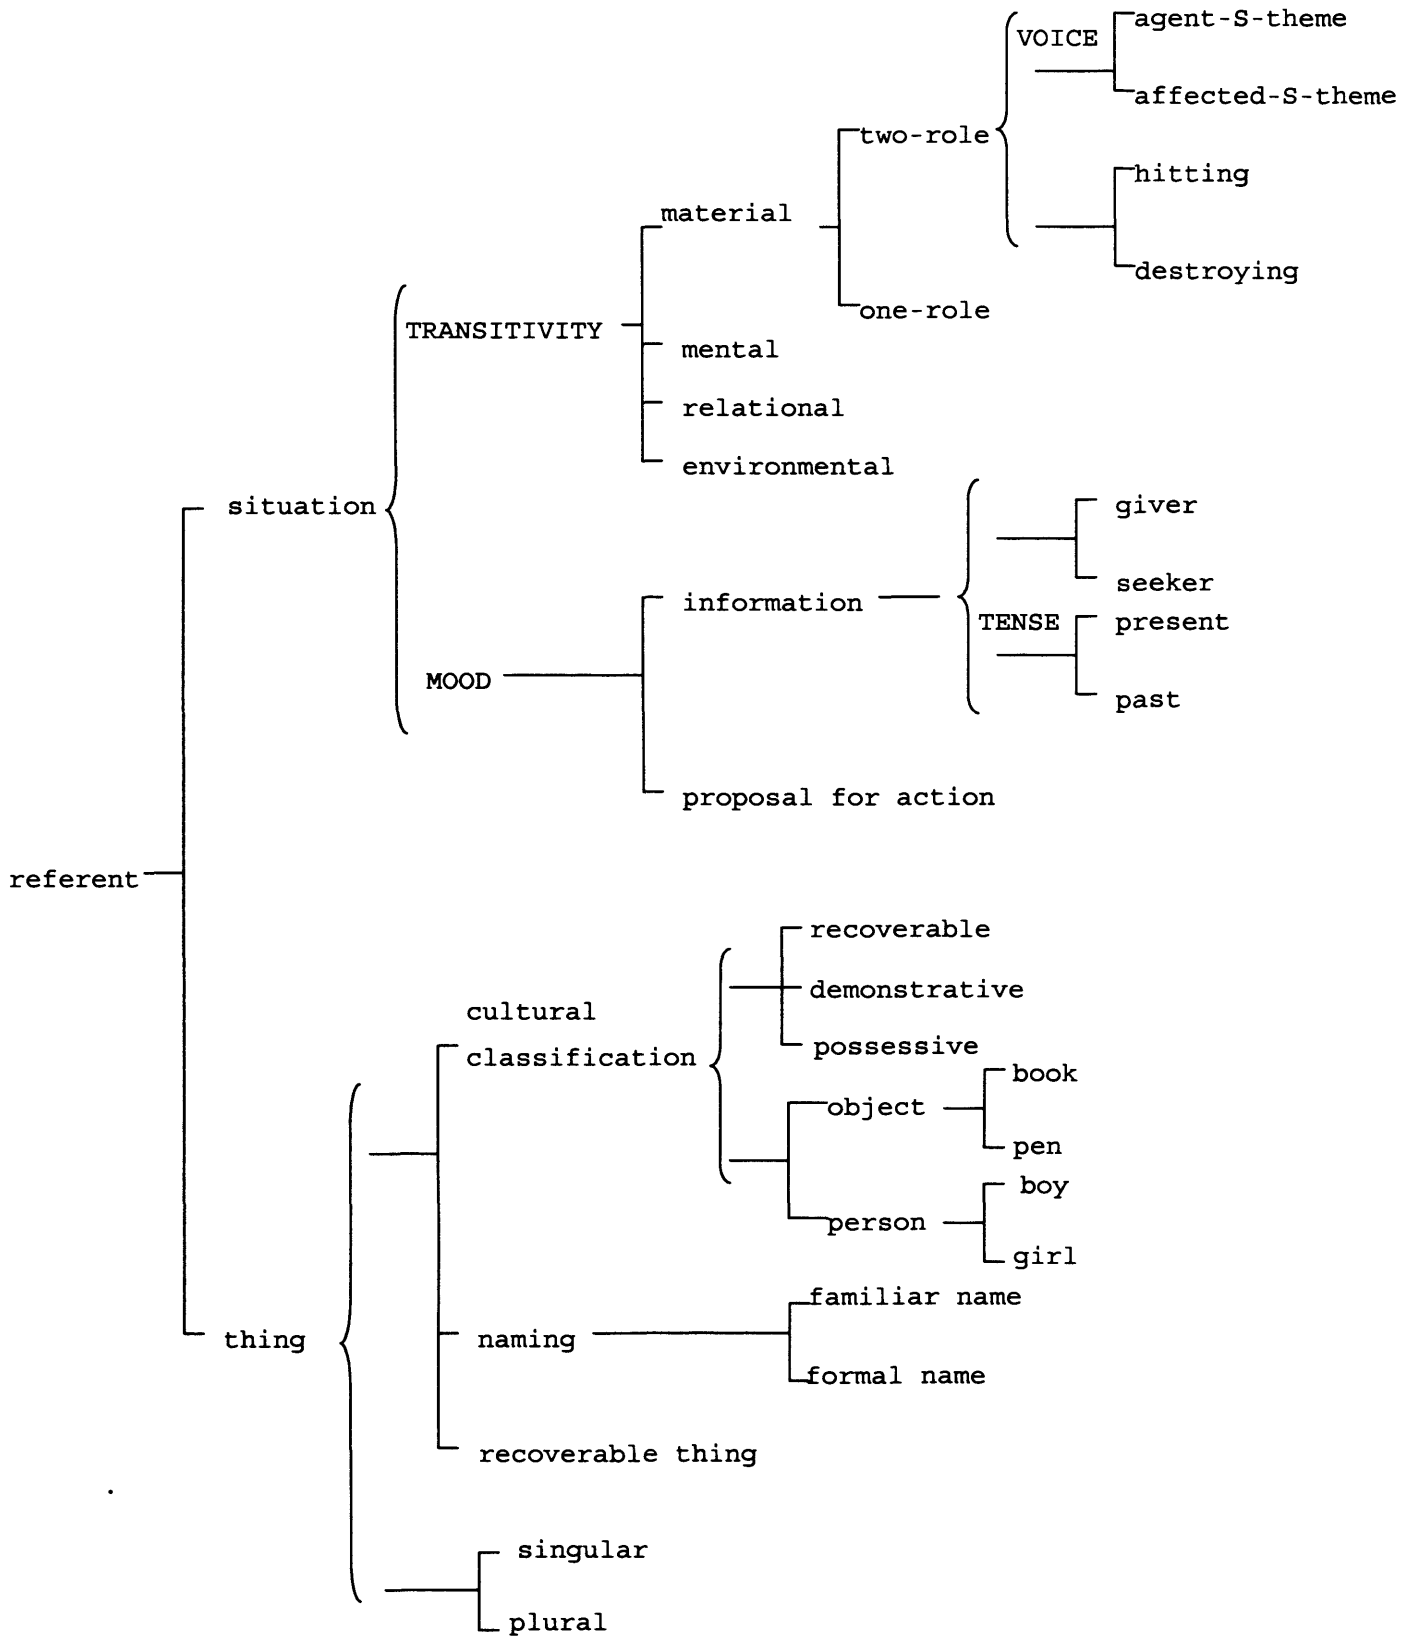 agent-S-theme
VOICE
affected-S-theme
two-role
hitting
material
destroying
one-role
TRANSITIVITY
mental
relational
environmental
situation
giver
seeker
information
TENSE
present
MOOD
past
proposal for action
referent
recoverable
demonstrative
cultural
classification
possessive
book
object
pen
boy
person
girl
familiar name
thing
naming
formal name
recoverable thing
singular
plural